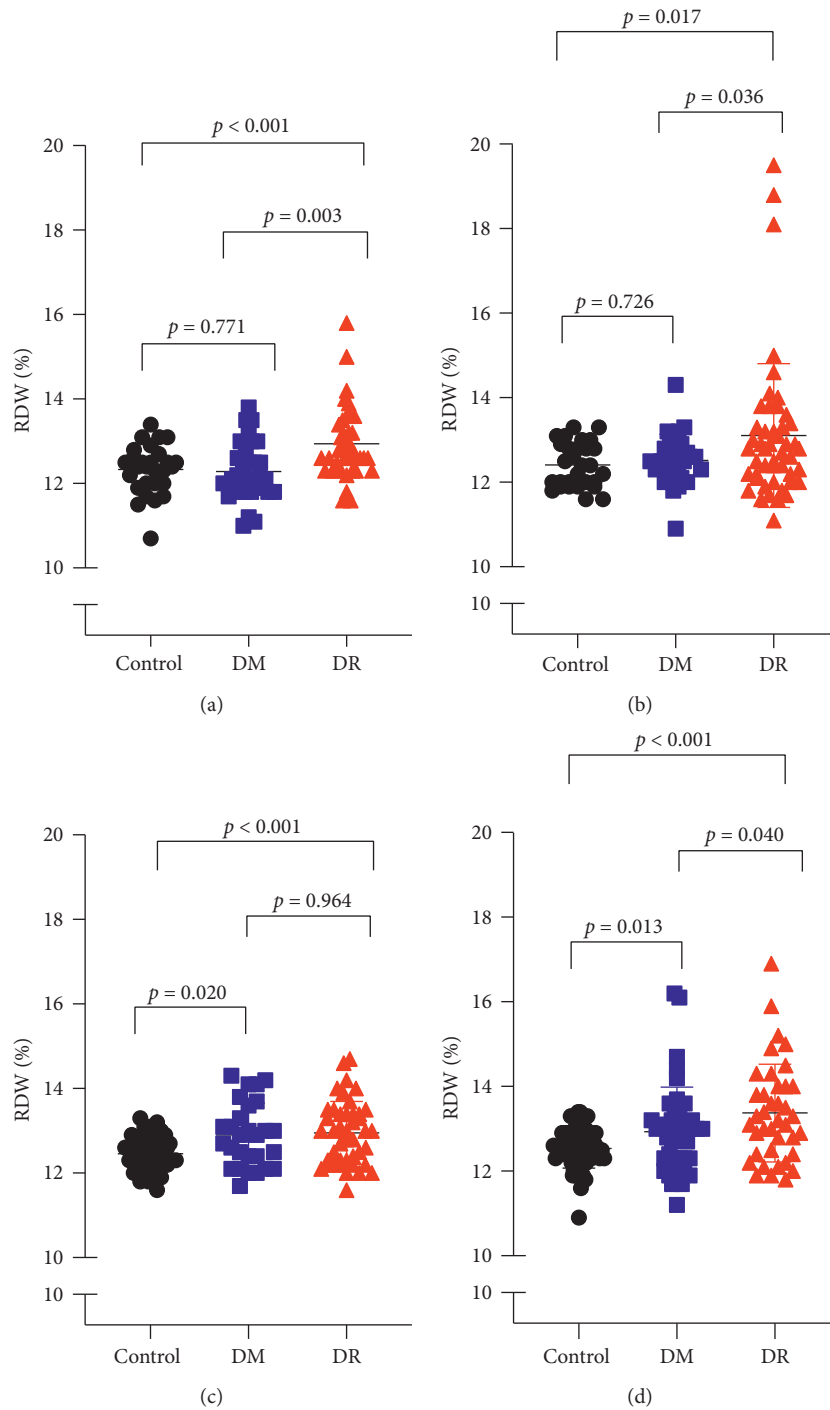 p = 0.017
p < 0.001
p = 0.036
p = 0.003
p = 0.726
p = 0.771
RDW (%)
20
18
16
14
12
10
Control
DM
DR
(a)
RDW (%)
20
18
16
14
12
10
10
Control
DM
DR
(b)
p < 0.001
p < 0.001
p = 0.040
p = 0.964
p = 0.013
p = 0.020
RDW (%)
20
18
16
14
12
10
10
Control
DM
DR
(c)
RDW (%)
20
18
16
14
12
10
10
Control
DM
DR
(d)